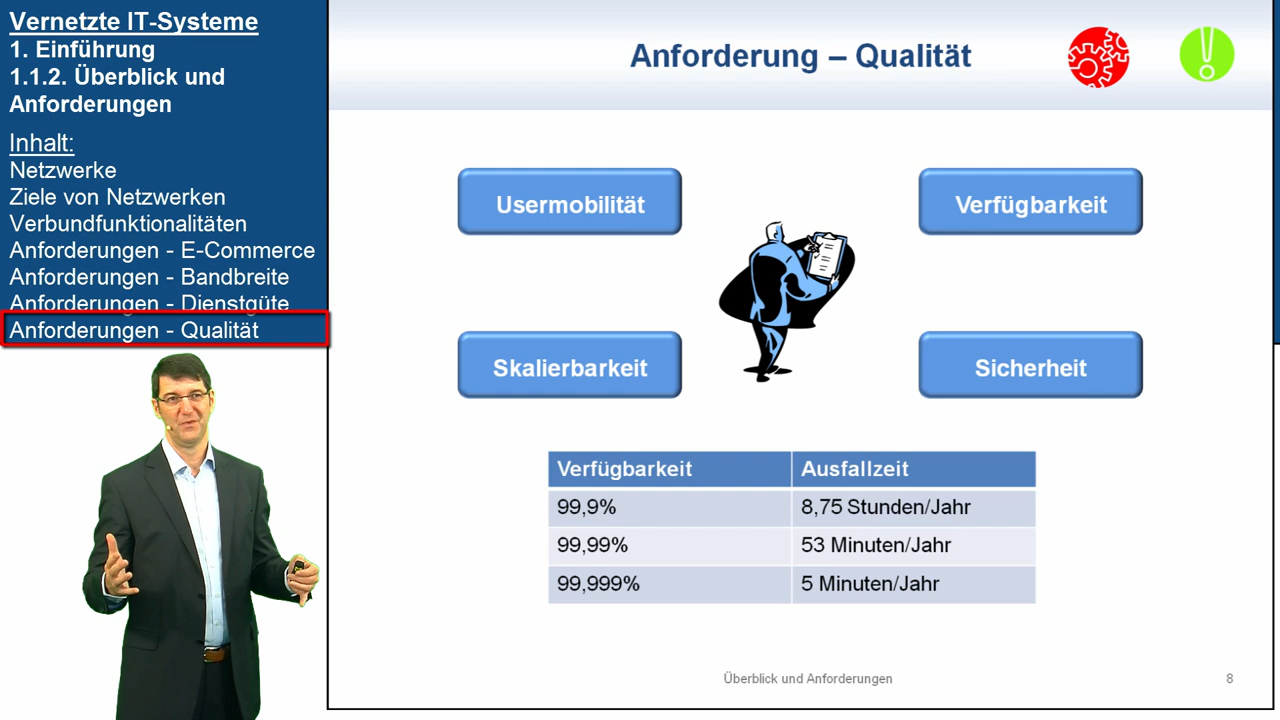 Vernetzte IT-Systeme
1. Einführung
1.1.2. Überblick und
Anforderungen
Inhalt:
Netzwerke
Ziele von Netzwerken
Verbundfunktionalitäten
Anforderungen - E-Commerce
Anforderungen - Bandbreite
Anforderungen - Dienstgüte
Anforderungen - Qualität
Anforderung – Qualität
Usermobilität
Verfügbarkeit
Skalierbarkeit
Sicherheit
Verfügbarkeit Ausfallzeit
99,9% 8,75 Stunden/Jahr
99,99% 53 Minuten/Jahr
99,999% 5 Minuten/Jahr
Überblick und Anforderungen 8